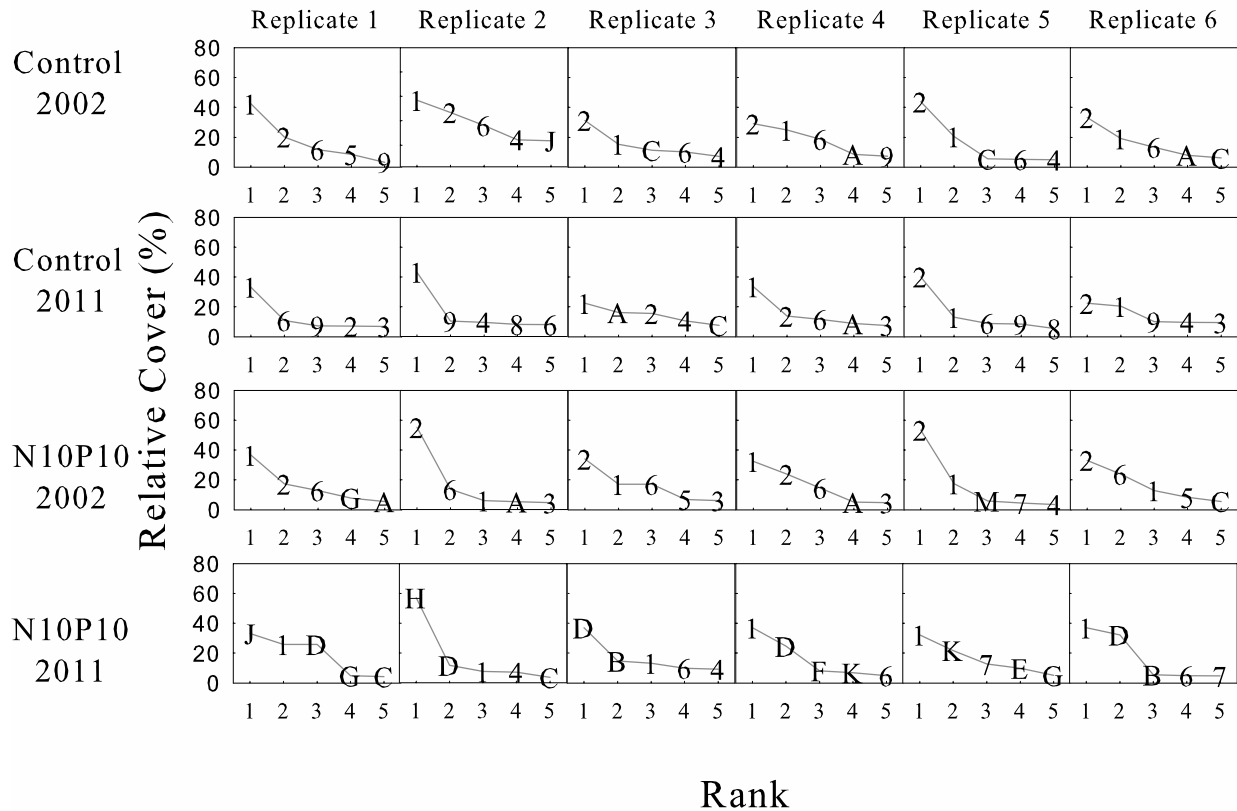 Replicate 1 Replicate 2 Replicate 3 Replicate 4 Replicate 5 Replicate 6
Control
2002
80
60
40
20
0
1 2 6 5 9
1 2 6 4 J
2 1 C 6 4
2 1 6 A 9
2 2 C 6 4
2 1 6 A C
1 2 3 4 5 1 2 3 4 5 1 2 3 4 5 1 2 3 4 5 1 2 3 4 5 1 2 3 4 5
Control
2011
80
60
40
20
0
1 6 9 2 3
1 9 4 8 6
1 A 2 4 C
1 2 6 A 3
2 1 6 9 8
2 1 9 4 3
1 2 3 4 5 1 2 3 4 5 1 2 3 4 5 1 2 3 4 5 1 2 3 4 5 1 2 3 4 5
N10P10
2002
80
60
40
20
0
1 2 6 G A
2 6 1 A 3
2 1 6 5 3
1 2 6 A 3
2 1 M 7 4
2 6 1 5 C
1 2 3 4 5 1 2 3 4 5 1 2 3 4 5 1 2 3 4 5 1 2 3 4 5 1 2 3 4 5
N10P10
2011
80
60
40
20
0
J 1 D G C
H D 1 4 C
D B 1 6 4
1 D F K 6
1 K 7 E G
1 D B 6 7
1 2 3 4 5 1 2 3 4 5 1 2 3 4 5 1 2 3 4 5 1 2 3 4 5 1 2 3 4 5
Relative Cover (%)
Rank